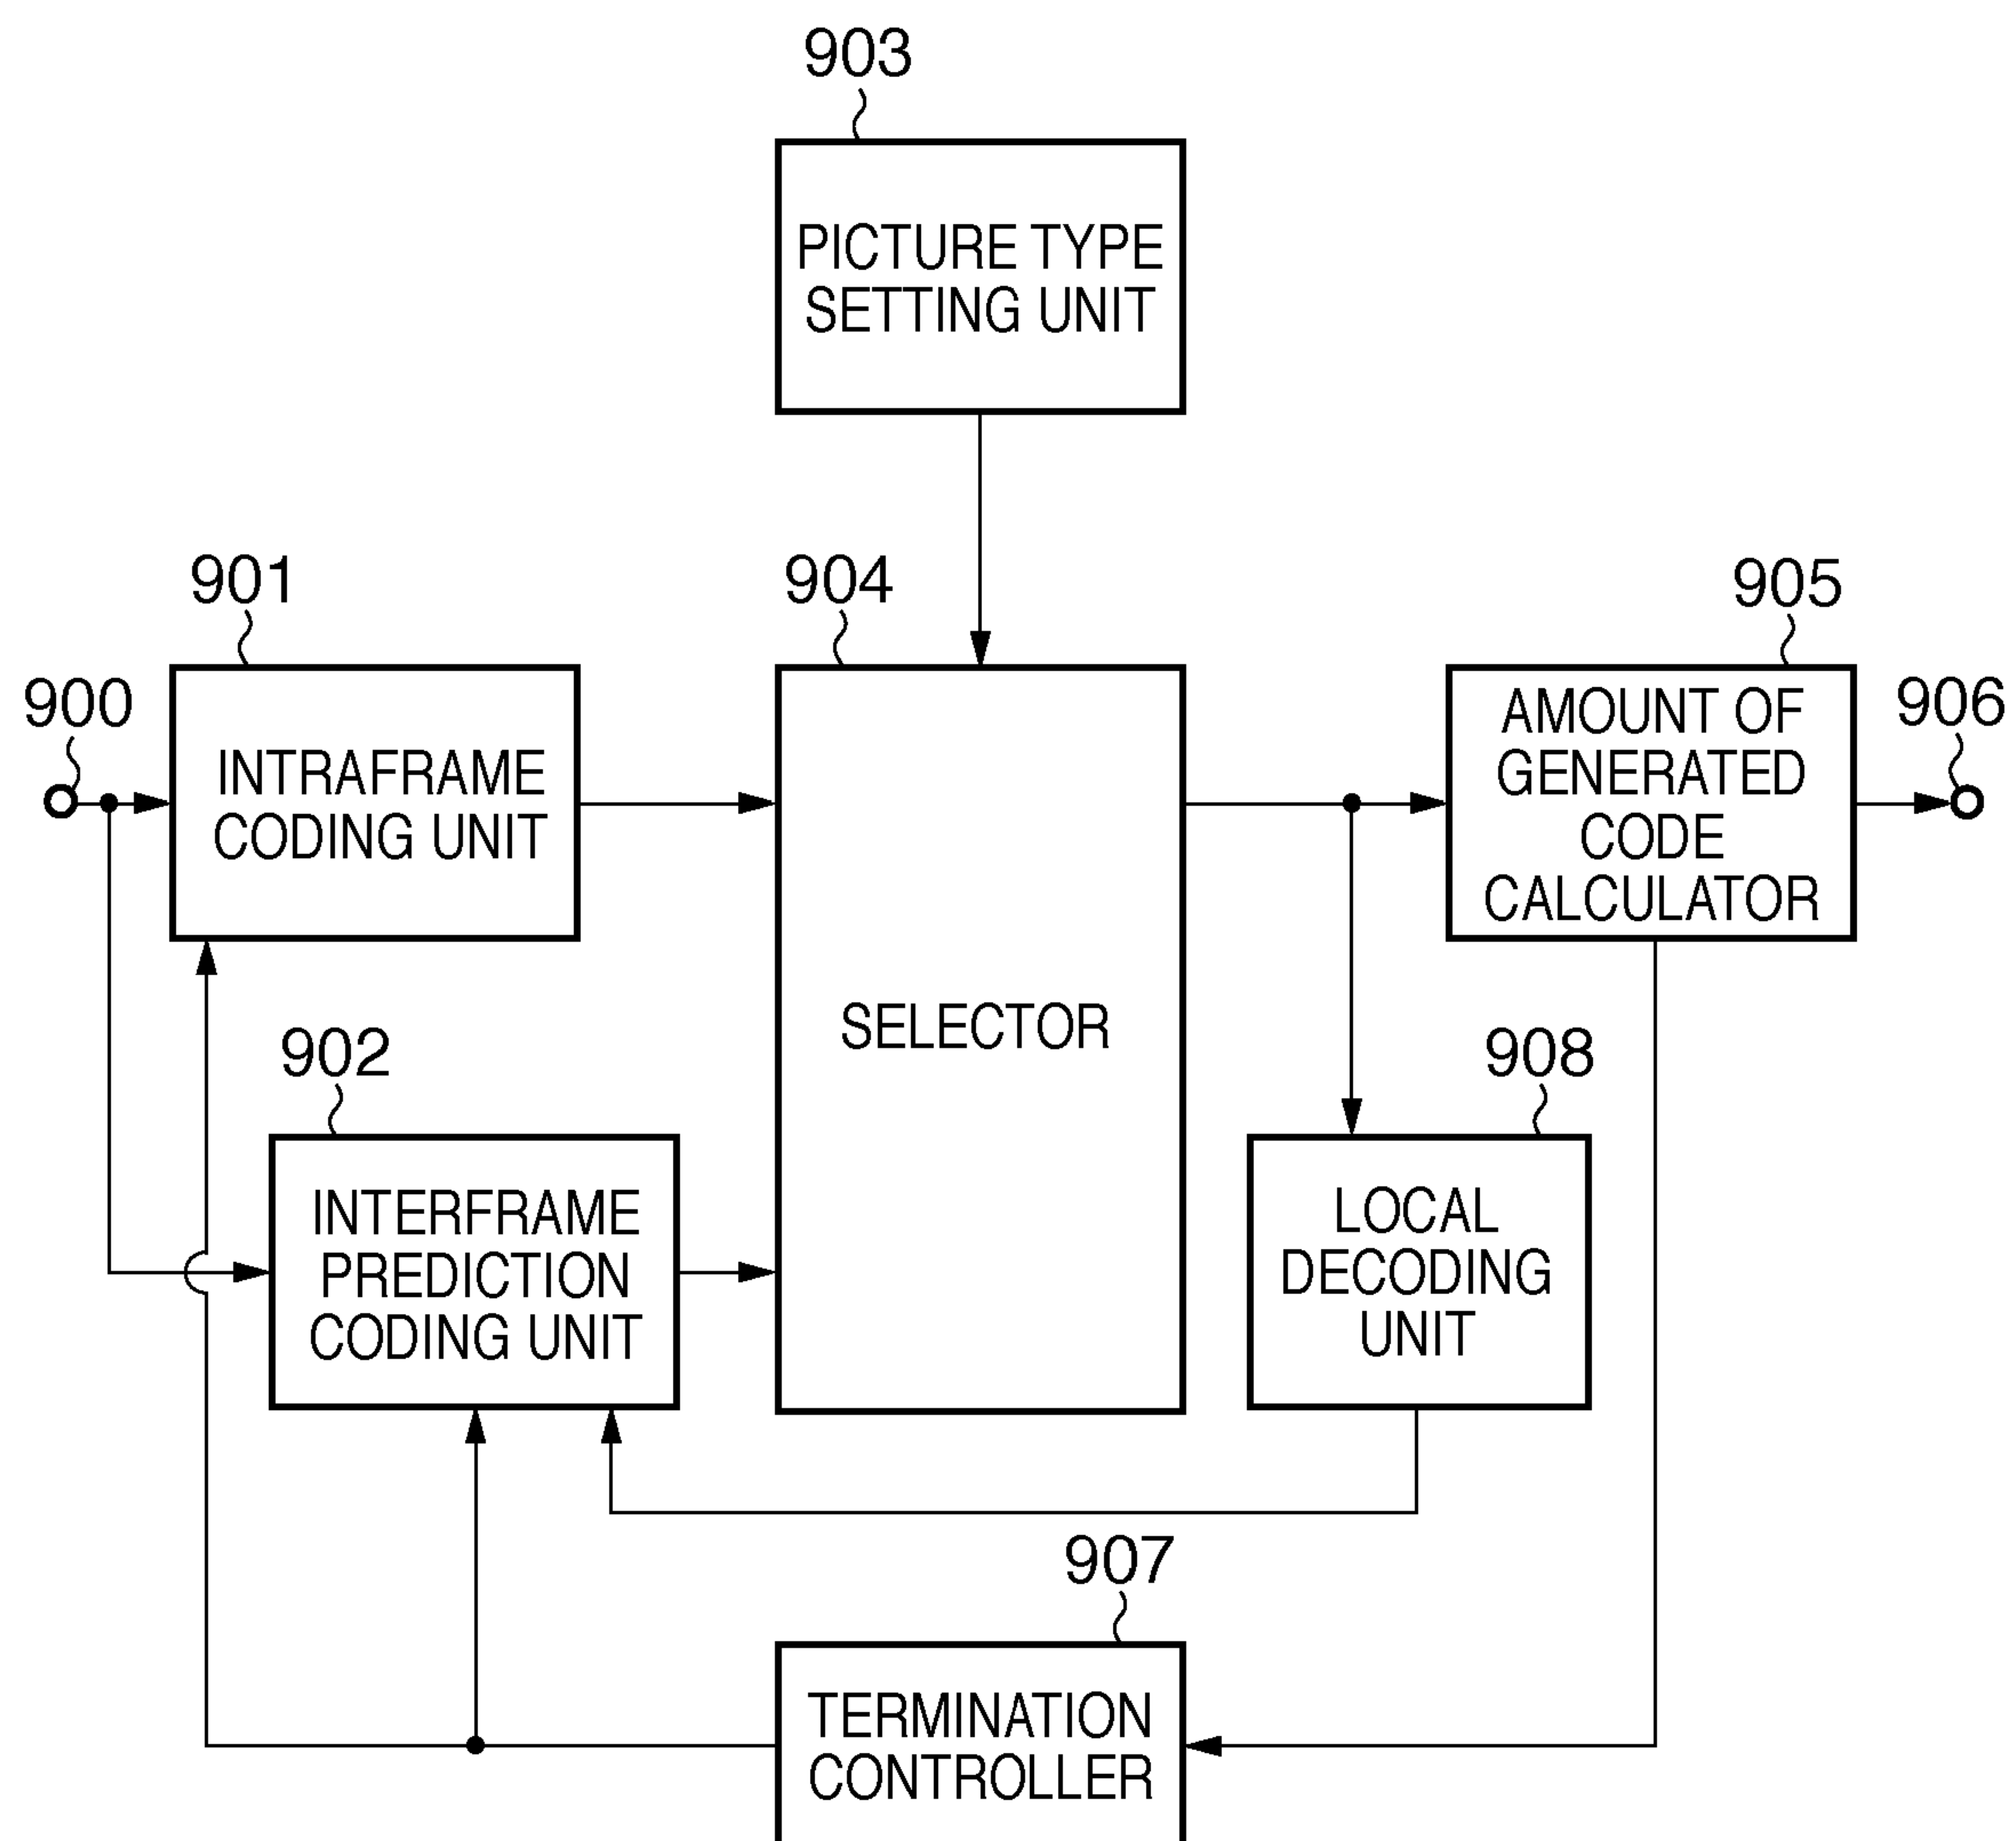 903
PICTURE TYPE
SETTING UNIT
901
904
905
900
906
INTRAFRAME
CODING UNIT
AMOUNT OF
GENERATED
CODE
CALCULATOR
SELECTOR
902
908
INTERFRAME
PREDICTION
CODING UNIT
LOCAL
DECODING
UNIT
907
TERMINATION
CONTROLLER